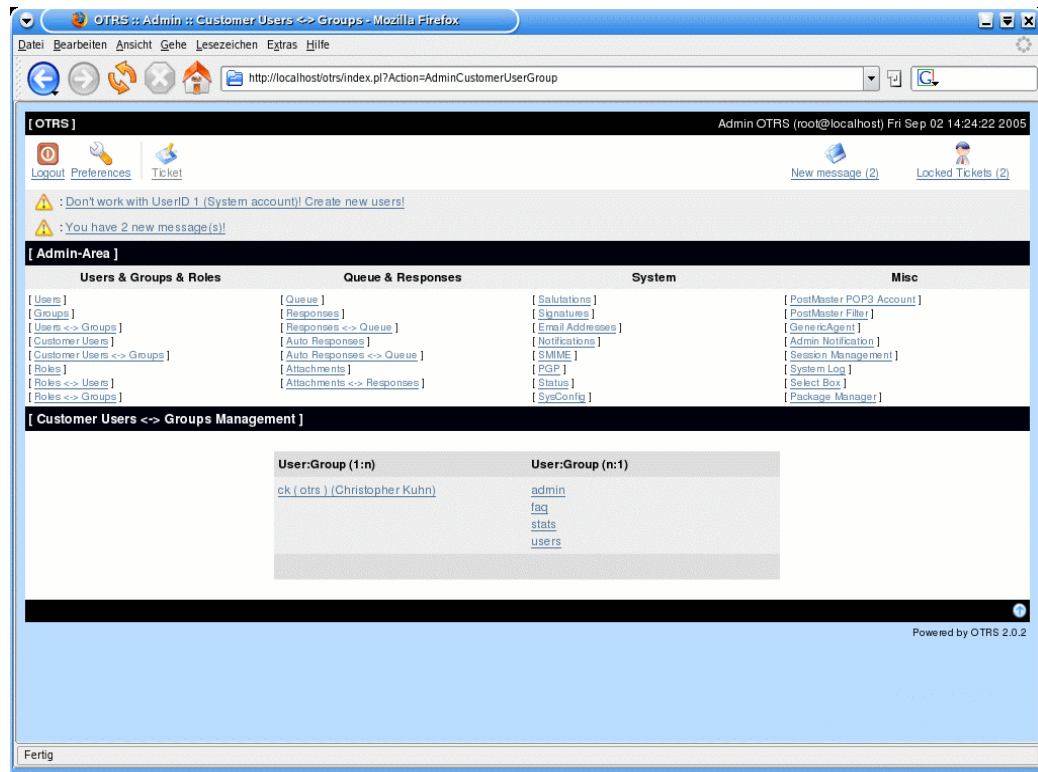 OTRS :: Admin :: Customer Users <-> Groups - Mozilla Firefox
Datei Bearbeiten Ansicht Gehe Lesezeichen Extras Hilfe
http://localhost/otrs/index.pl?Action=AdminCustomerUserGroup
[ OTRS ] Admin OTRS (root@localhost) Fri Sep 02 14:24:22 2005
Logout Preferences Ticket New message (2) Locked Tickets (2)
: Don't work with UserID 1 (System account)! Create new users!
: You have 2 new message(s)!
[ Admin-Area ]
Users & Groups & Roles Queue & Responses System Misc
[ Users ] [ Queue ] [ Salutations ] [ PostMaster POP3 Account ]
[ Groups ] [ Responses ] [ Signatures ] [ PostMaster Filter ]
[ Users <-> Groups ] [ Responses <-> Queue ] [ Email Addresses ] [ GenericAgent ]
[ Customer Users ] [ Auto Responses ] [ Notifications ] [ Admin Notification ]
[ Customer Users <-> Groups ] [ Auto Responses <-> Queue ] [ SMIME ] [ Session Management ]
[ Roles ] [ Attachments ] [ PGP ] [ System Log ]
[ Roles <-> Users ] [ Attachments <-> Responses ] [ Status ] [ Select Box ]
[ Roles <-> Groups ] [ SysConfig ] [ Package Manager ]
[ Customer Users <-> Groups Management ]
User:Group (1:n) User:Group (n:1)
ck ( otrs ) (Christopher Kuhn) admin
faq
stats
users
Powered by OTRS 2.0.2
Fertig